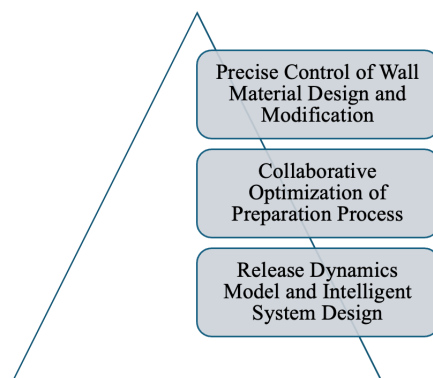 Precise Control of Wall
Material Design and
Modification
Collaborative
Optimization of
Preparation Process
Release Dynamics
Model and Intelligent
System Design